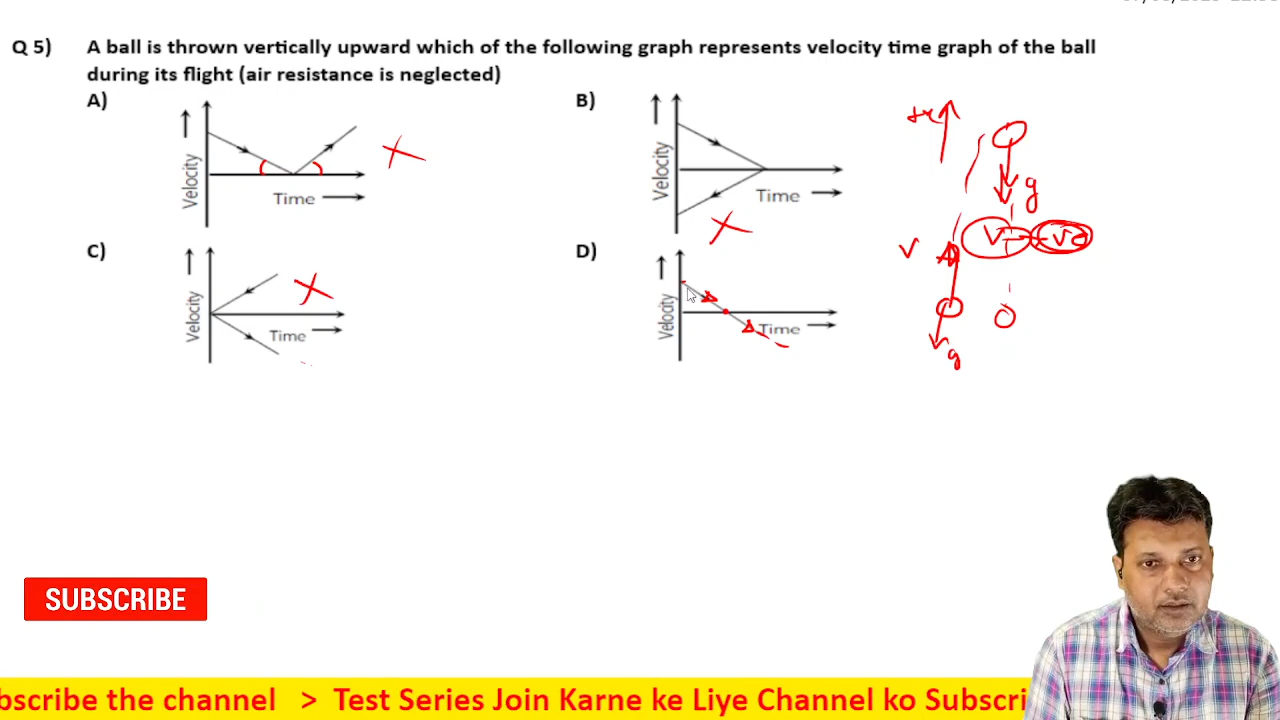 Q 5) A ball is thrown vertically upward which of the following graph represents velocity time graph of the ball
during its flight (air resistance is neglected)
A)
Velocity
Time
B)
Velocity
Time
g
V
C)
Velocity
Time
D)
Velocity
Time
V
g
SUBSCRIBE
bscribe the channel > Test Series Join Karne ke Liye Channel ko Subscri